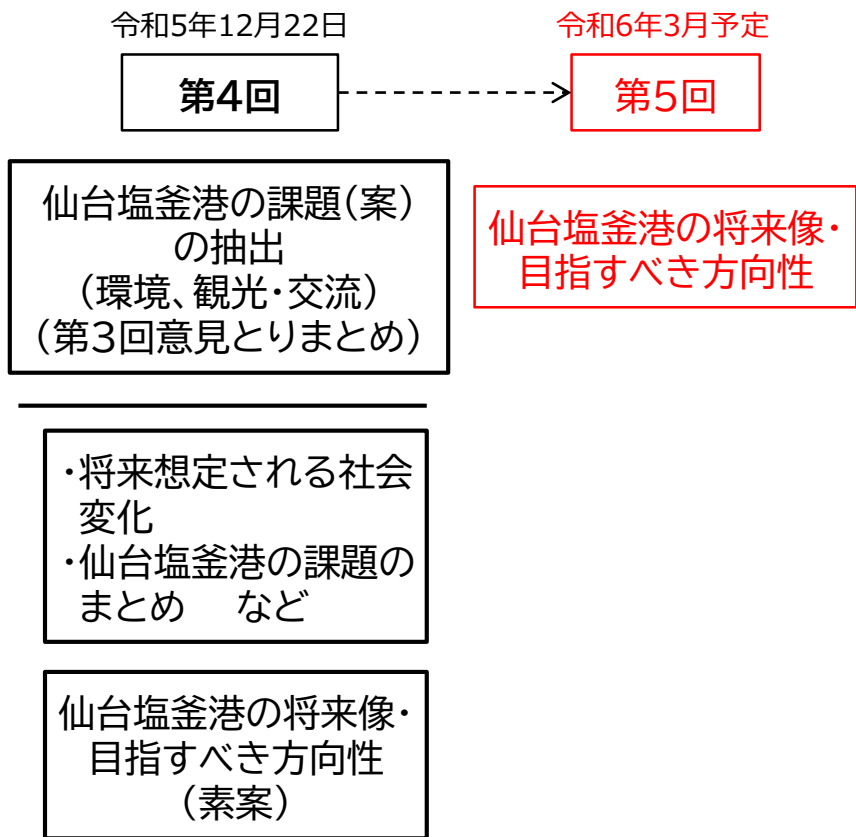 令和5年12月22日
第4回
仙台塩釜港の課題（案）
の抽出
（環境、観光・交流）
（第3回意見とりまとめ）
・将来想定される社会
変化
・仙台塩釜港の課題の
まとめ　など
仙台塩釜港の将来像・
目指すべき方向性
（素案）
令和6年3月予定
第5回
仙台塩釜港の将来像・
目指すべき方向性